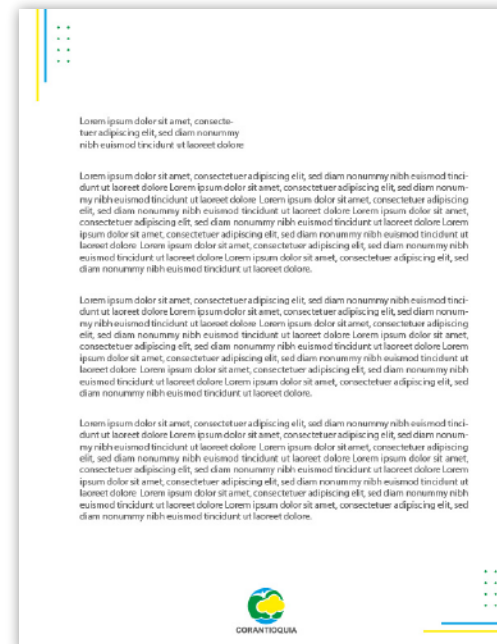 Lorem ipsum dolor sit amet, consecte-
tuer adipiscing elit, sed diam nonummy
nibh euismod tincidunt ut laoreet dolore
Lorem ipsum dolor sit amet, consectetuer adipiscing elit, sed diam nonummy nibh euismod tinci-
dunt ut laoreet dolore Lorem ipsum dolor sit amet, consectetuer adipiscing elit, sed diam nonum-
my nibh euismod tincidunt ut laoreet dolore Lorem ipsum dolor sit amet, consectetuer adipiscing
elit, sed diam nonummy nibh euismod tincidunt ut laoreet dolore Lorem ipsum dolor sit amet,
consectetuer adipiscing elit, sed diam nonummy nibh euismod tincidunt ut laoreet dolore Lorem
ipsum dolor sit amet, consectetuer adipiscing elit, sed diam nonummy nibh euismod tincidunt ut
laoreet dolore Lorem ipsum dolor sit amet, consectetuer adipiscing elit, sed diam nonummy nibh
euismod tincidunt ut laoreet dolore Lorem ipsum dolor sit amet, consectetuer adipiscing elit, sed
diam nonummy nibh euismod tincidunt ut laoreet dolore.
Lorem ipsum dolor sit amet, consectetuer adipiscing elit, sed diam nonummy nibh euismod tinci-
dunt ut laoreet dolore Lorem ipsum dolor sit amet, consectetuer adipiscing elit, sed diam nonum-
my nibh euismod tincidunt ut laoreet dolore Lorem ipsum dolor sit amet, consectetuer adipiscing
elit, sed diam nonummy nibh euismod tincidunt ut laoreet dolore Lorem ipsum dolor sit amet,
consectetuer adipiscing elit, sed diam nonummy nibh euismod tincidunt ut laoreet dolore Lorem
ipsum dolor sit amet, consectetuer adipiscing elit, sed diam nonummy nibh euismod tincidunt ut
laoreet dolore Lorem ipsum dolor sit amet, consectetuer adipiscing elit, sed diam nonummy nibh
euismod tincidunt ut laoreet dolore Lorem ipsum dolor sit amet, consectetuer adipiscing elit, sed
diam nonummy nibh euismod tincidunt ut laoreet dolore.
Lorem ipsum dolor sit amet, consectetuer adipiscing elit, sed diam nonummy nibh euismod tinci-
dunt ut laoreet dolore Lorem ipsum dolor sit amet, consectetuer adipiscing elit, sed diam nonum-
my nibh euismod tincidunt ut laoreet dolore Lorem ipsum dolor sit amet, consectetuer adipiscing
elit, sed diam nonummy nibh euismod tincidunt ut laoreet dolore Lorem ipsum dolor sit amet,
consectetuer adipiscing elit, sed diam nonummy nibh euismod tincidunt ut laoreet dolore Lorem
ipsum dolor sit amet, consectetuer adipiscing elit, sed diam nonummy nibh euismod tincidunt ut
laoreet dolore Lorem ipsum dolor sit amet, consectetuer adipiscing elit, sed diam nonummy nibh
euismod tincidunt ut laoreet dolore Lorem ipsum dolor sit amet, consectetuer adipiscing elit, sed
diam nonummy nibh euismod tincidunt ut laoreet dolore.
CORANTIOQUIA